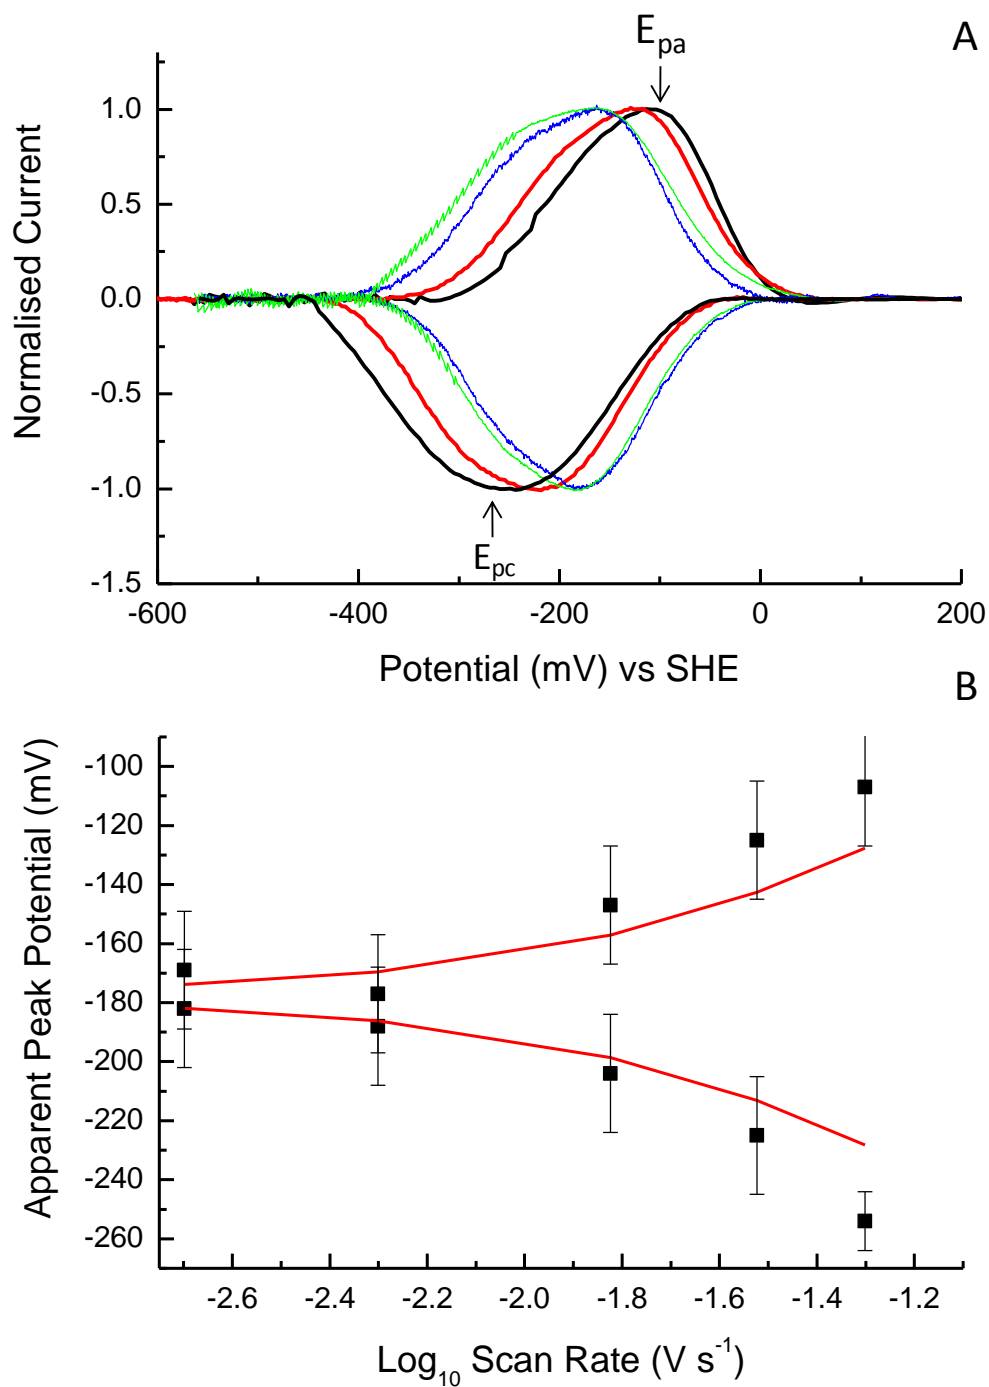 A
E_pa
Normalised Current
1.0
0.5
0.0
-0.5
-1.0
-1.5
E_pc
-600 -400 -200 0 200
Potential (mV) vs SHE
B
Apparent Peak Potential (mV)
-100
-120
-140
-160
-180
-200
-220
-240
-260
-2.6 -2.4 -2.2 -2.0 -1.8 -1.6 -1.4 -1.2
Log₁₀ Scan Rate (V s⁻¹)